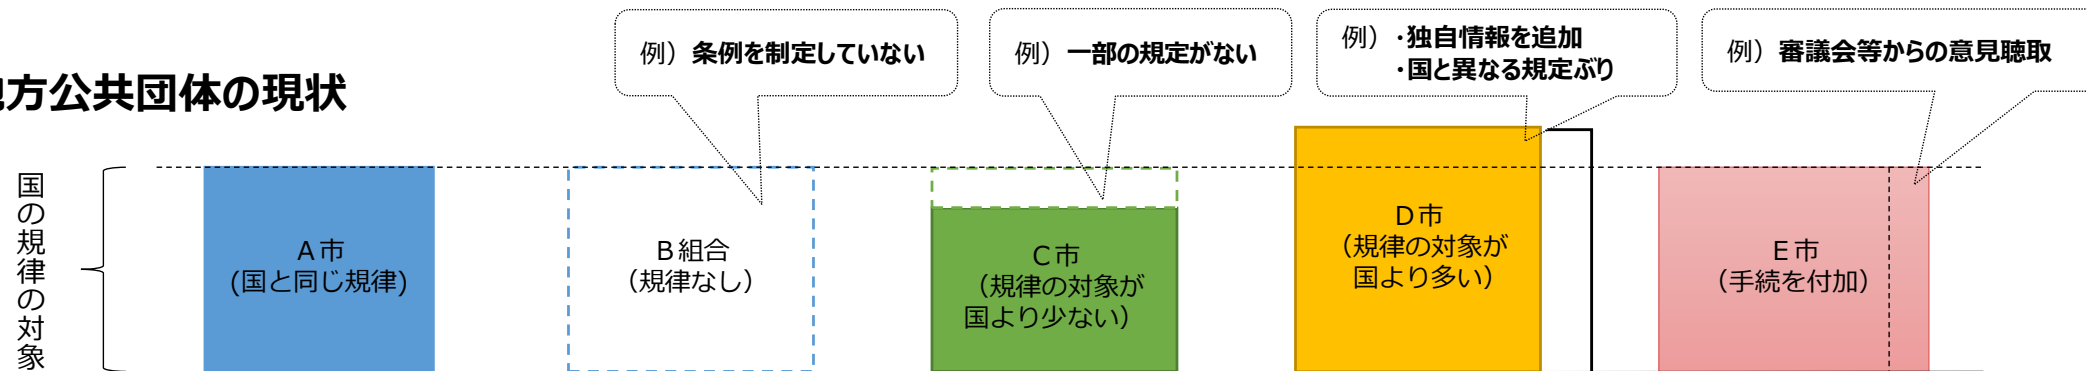 地方公共団体の現状
例）条例を制定していない
例）一部の規定がない
例）・独自情報を追加
・国と異なる規定ぶり
例）審議会等からの意見聴取
国の規律の対象
Ａ市
(国と同じ規律)
Ｂ組合
（規律なし）
Ｃ市
（規律の対象が
国より少ない）
Ｄ市
（規律の対象が
国より多い）
Ｅ市
（手続を付加）